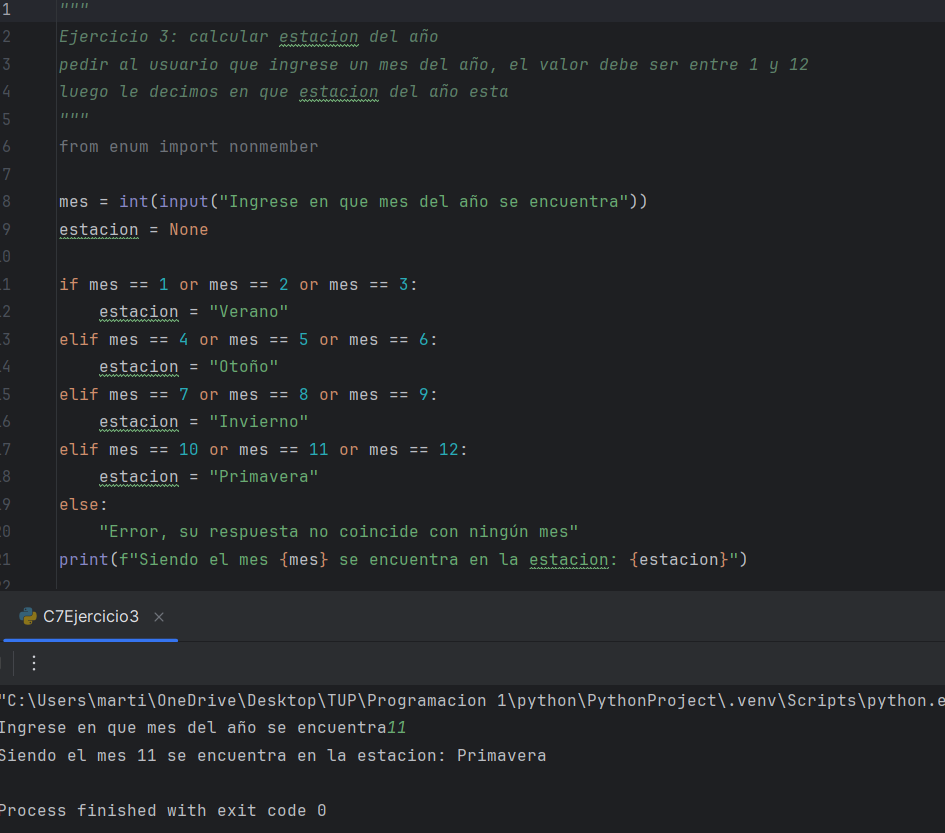 1 """
2 Ejercicio 3: calcular estacion del año
3 pedir al usuario que ingrese un mes del año, el valor debe ser entre 1 y 12
4 luego le decimos en que estacion del año esta
5 """
6 from enum import nonmember
7
8 mes = int(input("Ingrese en que mes del año se encuentra"))
9 estacion = None
0
1 if mes == 1 or mes == 2 or mes == 3:
2     estacion = "Verano"
3 elif mes == 4 or mes == 5 or mes == 6:
4     estacion = "Otoño"
5 elif mes == 7 or mes == 8 or mes == 9:
6     estacion = "Invierno"
7 elif mes == 10 or mes == 11 or mes == 12:
8     estacion = "Primavera"
9 else:
0     "Error, su respuesta no coincide con ningún mes"
1 print(f"Siendo el mes {mes} se encuentra en la estacion: {estacion}")
2
C7Ejercicio3 ×
"C:\Users\marti\OneDrive\Desktop\TUP\Programacion 1\python\PythonProject\.venv\Scripts\python.e
Ingrese en que mes del año se encuentra11
Siendo el mes 11 se encuentra en la estacion: Primavera
Process finished with exit code 0